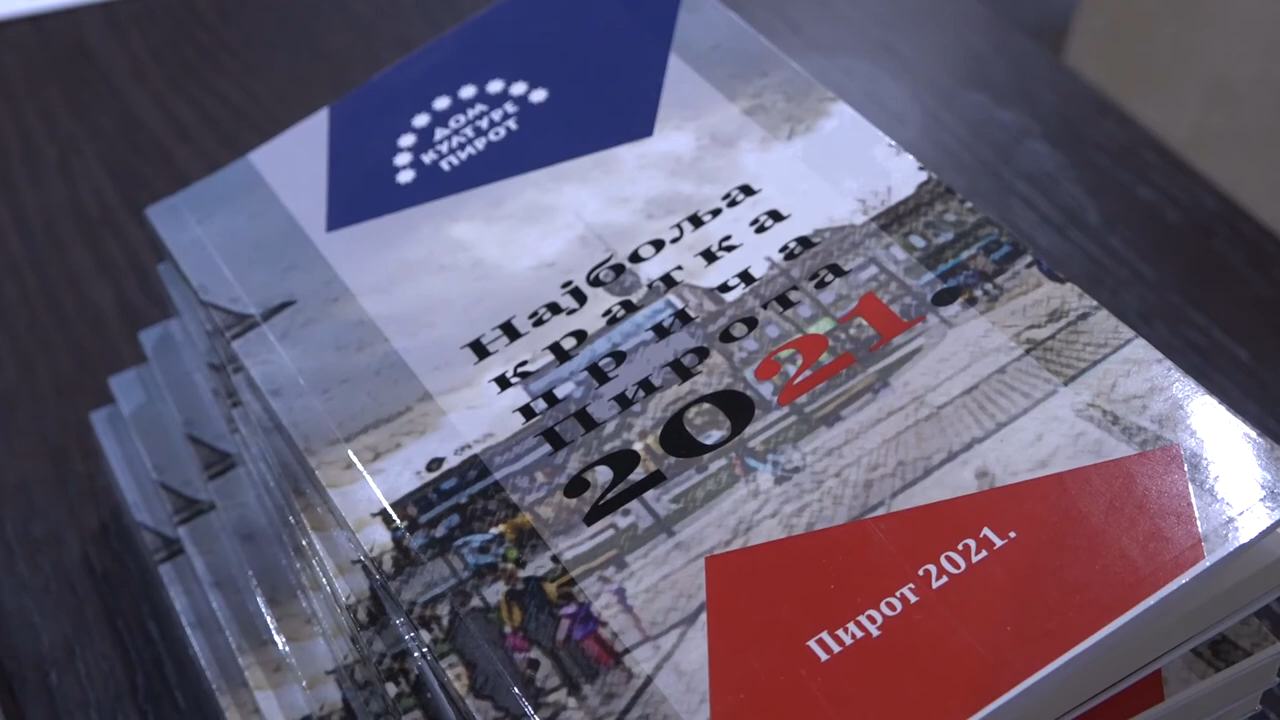 ДОМ
КУЛТУРЕ
ПИРОТ
Најбоља
кратка
прича
Пирота
2021.
Пирот 2021.